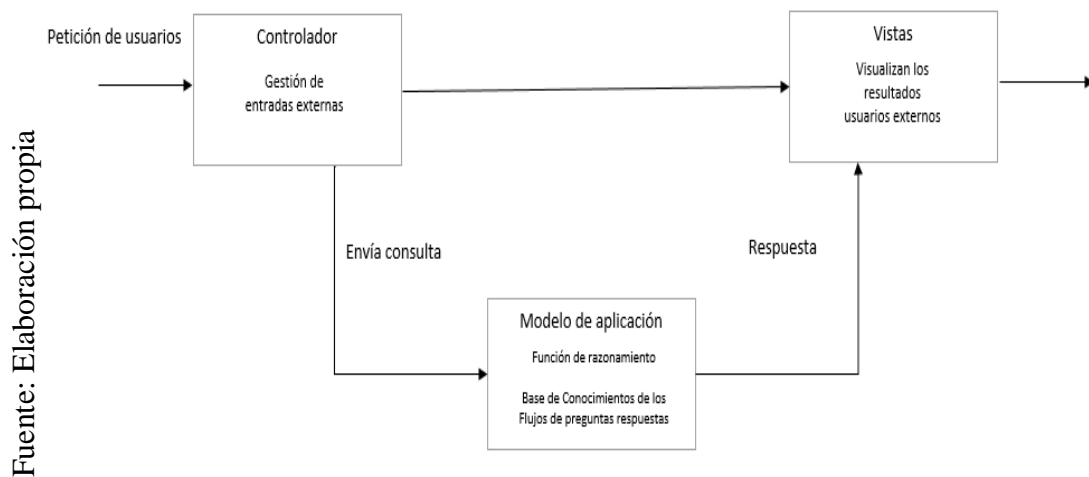 Petición de usuarios
Controlador
Gestión de
entradas externas
Vistas
Visualizan los
resultados
usuarios externos
Envía consulta
Respuesta
Modelo de aplicación
Función de razonamiento
Base de Conocimientos de los
Flujos de preguntas respuestas
Fuente: Elaboración propia